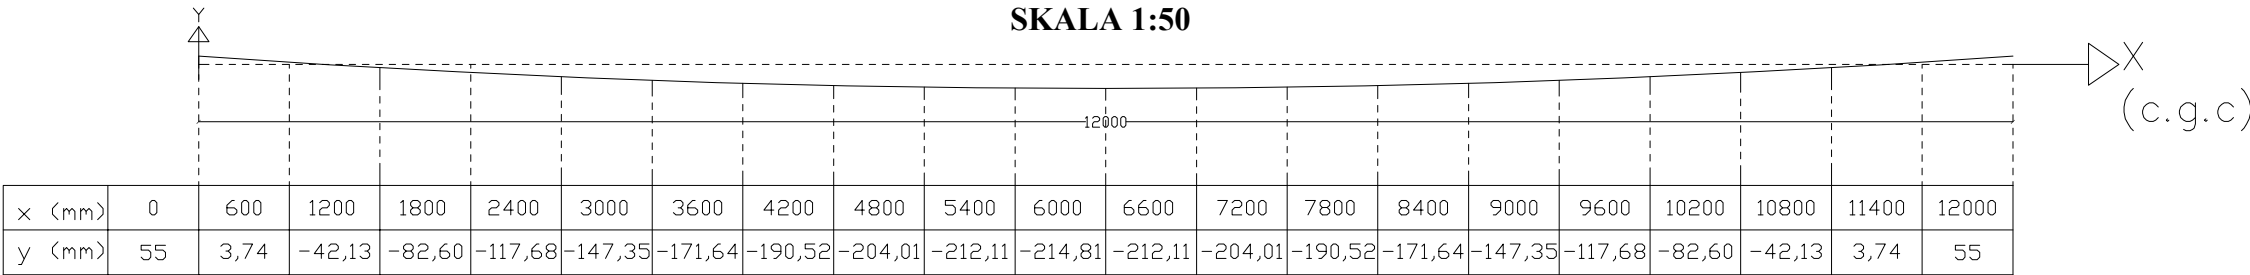 SKALA 1:50
Y
X
(c.g.c)
12000
x (mm) 0 600 1200 1800 2400 3000 3600 4200 4800 5400 6000 6600 7200 7800 8400 9000 9600 10200 10800 11400 12000
y (mm) 55 3,74 -42,13 -82,60 -117,68 -147,35 -171,64 -190,52 -204,01 -212,11 -214,81 -212,11 -204,01 -190,52 -171,64 -147,35 -117,68 -82,60 -42,13 3,74 55